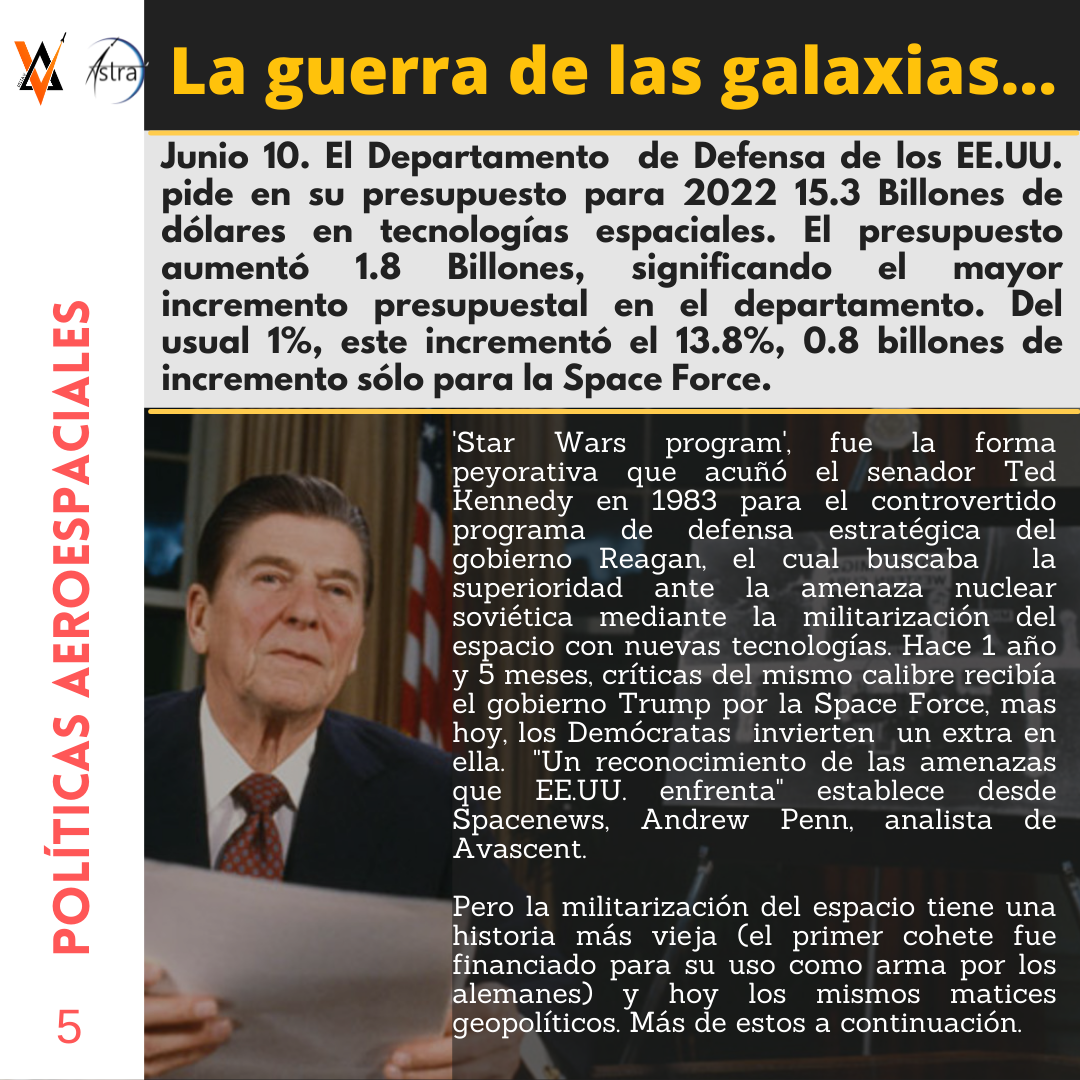 Astra
La guerra de las galaxias...
Junio 10. El Departamento de Defensa de los EE.UU.
pide en su presupuesto para 2022 15.3 Billones de
dólares en tecnologías espaciales. El presupuesto
aumentó 1.8 Billones, significando el mayor
incremento presupuestal en el departamento. Del
usual 1%, este incrementó el 13.8%, 0.8 billones de
incremento sólo para la Space Force.
'Star Wars program', fue la forma
peyorativa que acuñó el senador Ted
Kennedy en 1983 para el controvertido
programa de defensa estratégica del
gobierno Reagan, el cual buscaba la
superioridad ante la amenaza nuclear
soviética mediante la militarización del
espacio con nuevas tecnologías. Hace 1 año
y 5 meses, críticas del mismo calibre recibía
el gobierno Trump por la Space Force, mas
hoy, los Demócratas invierten un extra en
ella. "Un reconocimiento de las amenazas
que EE.UU. enfrenta" establece desde
Spacenews, Andrew Penn, analista de
Avascent.
Pero la militarización del espacio tiene una
historia más vieja (el primer cohete fue
financiado para su uso como arma por los
alemanes) y hoy los mismos matices
geopolíticos. Más de estos a continuación.
POLÍTICAS AEROESPACIALES
5